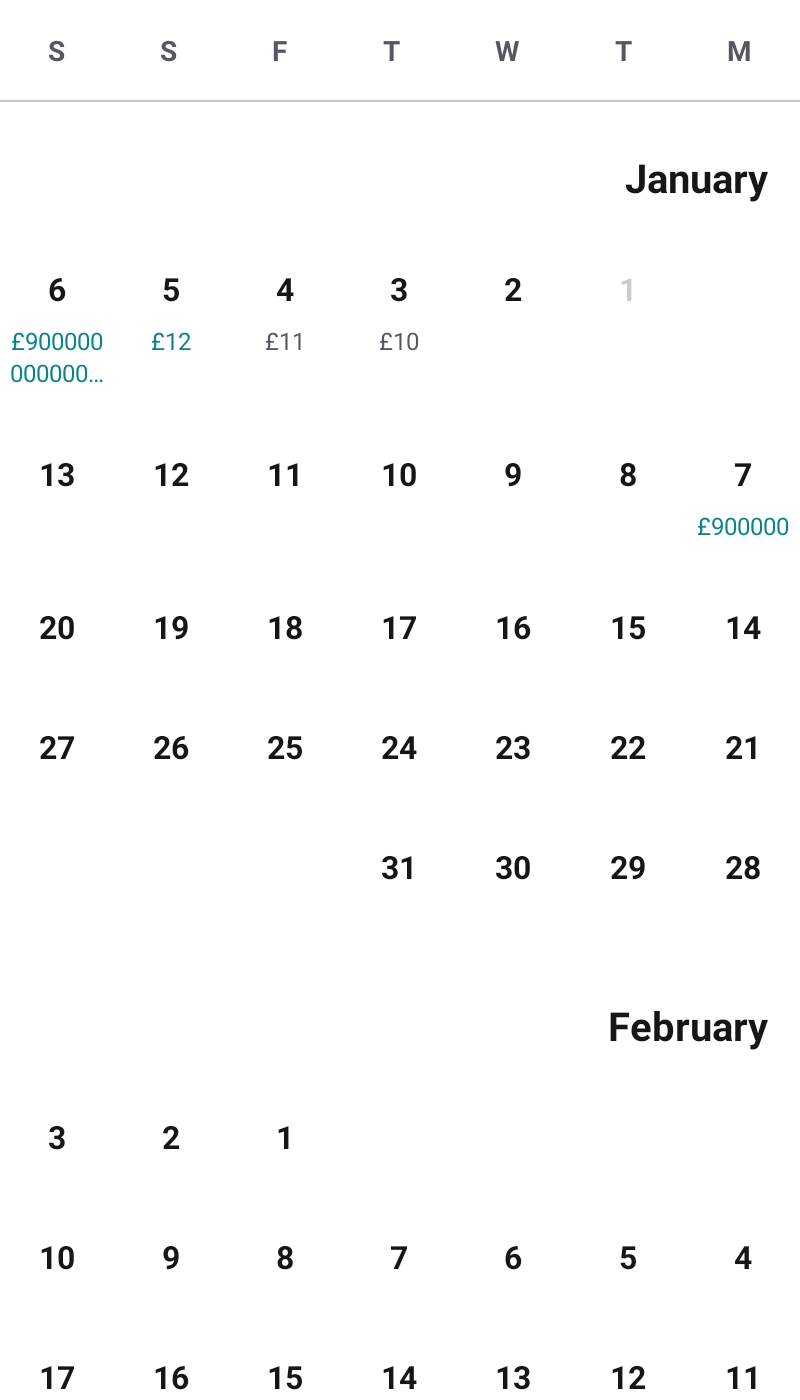 S S F T W T M
January
6 5 4 3 2 1
£900000 £12 £11 £10
000000...
13 12 11 10 9 8 7
£900000
20 19 18 17 16 15 14
27 26 25 24 23 22 21
31 30 29 28
February
3 2 1
10 9 8 7 6 5 4
17 16 15 14 13 12 11